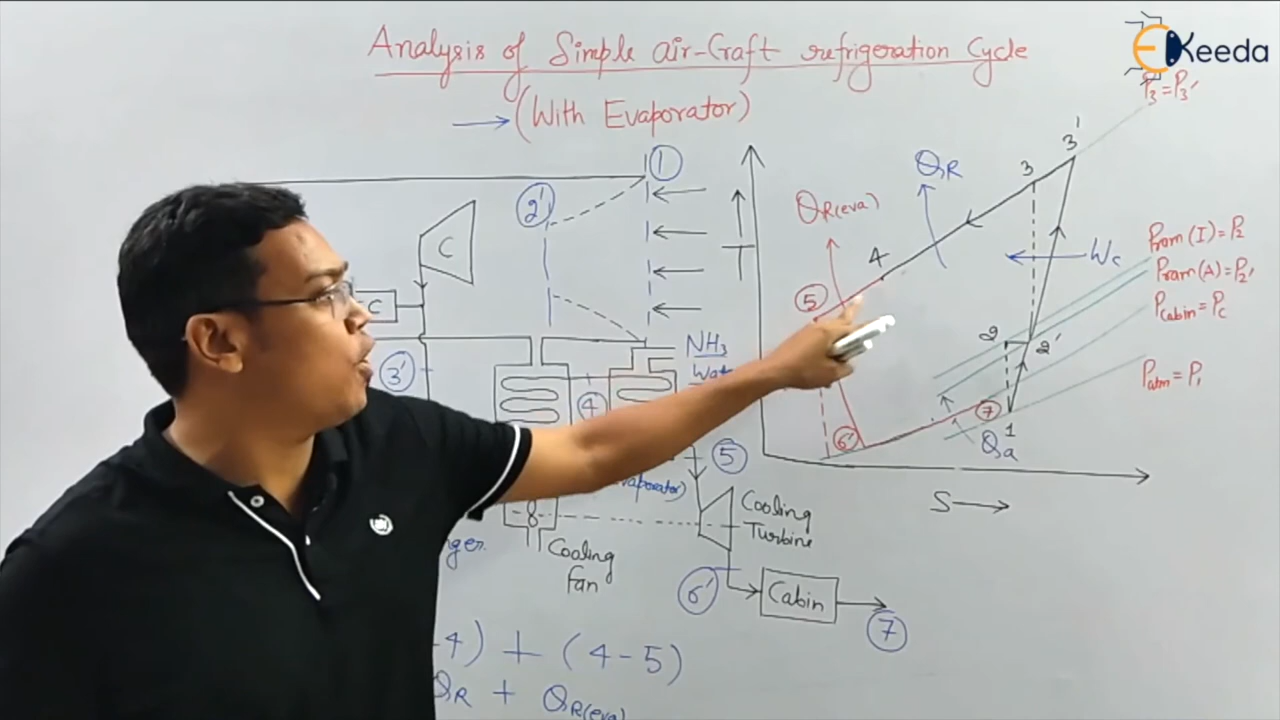 Analysis of Simple air-Craft refrigeration Cycle
EKeeda
(With Evaporator)
P3=P3'
1
2'
C
C
3'
NH3
4
5
6'
7
Cooling
Turbine
Cooling
fan
Cabin
T
QR(eva)
QR
3
3'
4
5
Wc
Pram(I)=P2
Pram(A)=P2'
Pcabin=Pc
Patm=P1
2
2'
7
6'
1
Qa
S
4) + (4-5)
QR + QR(eva)